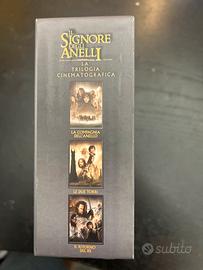 IL
SIGNORE
DEGLI
ANELLI
LA
TRILOGIA
CINEMATOGRAFICA
LA COMPAGNIA
DELL'ANELLO
LE DUE TORRI
IL RITORNO
DEL RE
subito